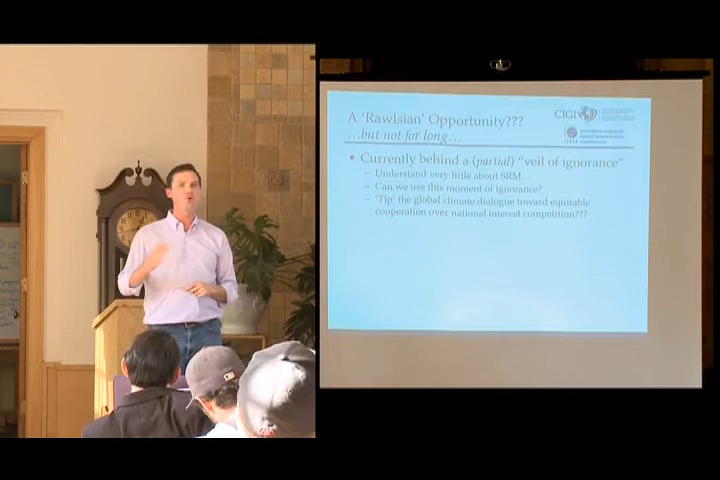 A 'Rawlsian' Opportunity???
...but not for long...
CIGI
• Currently behind a (partial) "veil of ignorance"
– Understand very little about SRM...
– Can we use this moment of ignorance?
– 'Tip' the global climate dialogue toward equitable
cooperation over national interest competition???